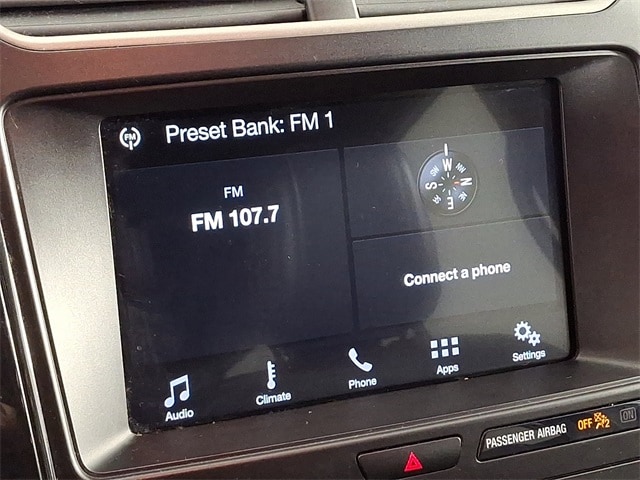 FM Preset Bank: FM 1
FM
FM 107.7
W
N
S
E
Connect a phone
Audio
Climate
Phone
Apps
Settings
PASSENGER AIRBAG OFF 2 ON